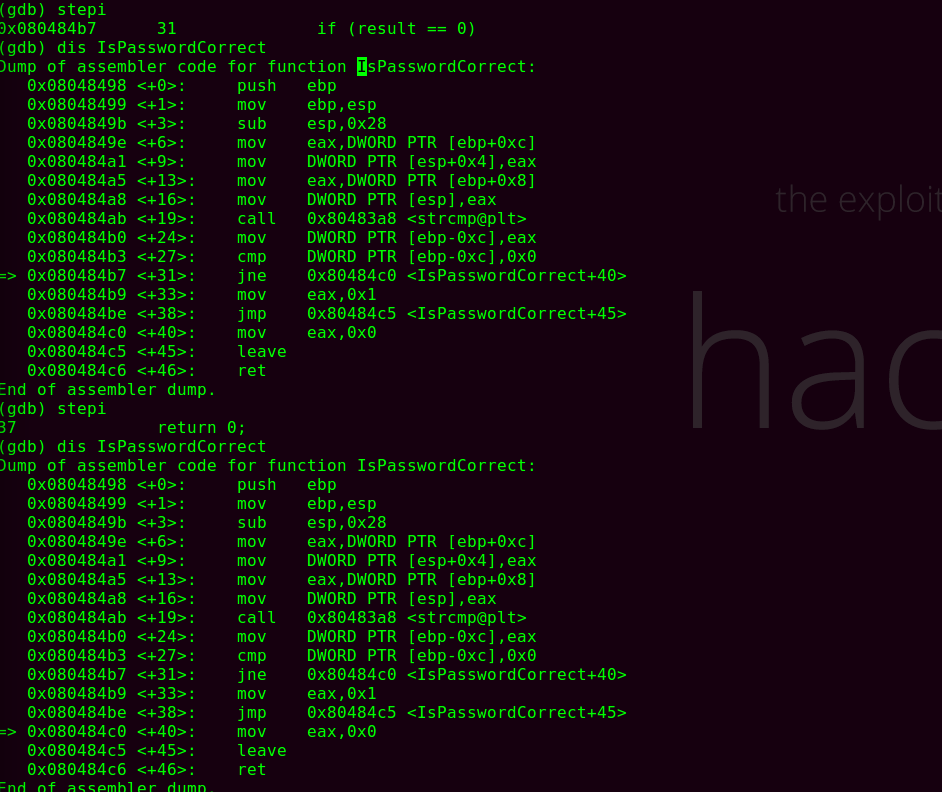 (gdb) stepi
0x080484b7      31              if (result == 0)
(gdb) dis IsPasswordCorrect
Dump of assembler code for function IsPasswordCorrect:
   0x08048498 <+0>:     push   ebp
   0x08048499 <+1>:     mov    ebp,esp
   0x0804849b <+3>:     sub    esp,0x28
   0x0804849e <+6>:     mov    eax,DWORD PTR [ebp+0xc]
   0x080484a1 <+9>:     mov    DWORD PTR [esp+0x4],eax
   0x080484a5 <+13>:    mov    eax,DWORD PTR [ebp+0x8]
   0x080484a8 <+16>:    mov    DWORD PTR [esp],eax
   0x080484ab <+19>:    call   0x80483a8 <strcmp@plt>
   0x080484b0 <+24>:    mov    DWORD PTR [ebp-0xc],eax
   0x080484b3 <+27>:    cmp    DWORD PTR [ebp-0xc],0x0
=> 0x080484b7 <+31>:    jne    0x80484c0 <IsPasswordCorrect+40>
   0x080484b9 <+33>:    mov    eax,0x1
   0x080484be <+38>:    jmp    0x80484c5 <IsPasswordCorrect+45>
   0x080484c0 <+40>:    mov    eax,0x0
   0x080484c5 <+45>:    leave
   0x080484c6 <+46>:    ret
End of assembler dump.
(gdb) stepi
37              return 0;
(gdb) dis IsPasswordCorrect
Dump of assembler code for function IsPasswordCorrect:
   0x08048498 <+0>:     push   ebp
   0x08048499 <+1>:     mov    ebp,esp
   0x0804849b <+3>:     sub    esp,0x28
   0x0804849e <+6>:     mov    eax,DWORD PTR [ebp+0xc]
   0x080484a1 <+9>:     mov    DWORD PTR [esp+0x4],eax
   0x080484a5 <+13>:    mov    eax,DWORD PTR [ebp+0x8]
   0x080484a8 <+16>:    mov    DWORD PTR [esp],eax
   0x080484ab <+19>:    call   0x80483a8 <strcmp@plt>
   0x080484b0 <+24>:    mov    DWORD PTR [ebp-0xc],eax
   0x080484b3 <+27>:    cmp    DWORD PTR [ebp-0xc],0x0
   0x080484b7 <+31>:    jne    0x80484c0 <IsPasswordCorrect+40>
   0x080484b9 <+33>:    mov    eax,0x1
   0x080484be <+38>:    jmp    0x80484c5 <IsPasswordCorrect+45>
=> 0x080484c0 <+40>:    mov    eax,0x0
   0x080484c5 <+45>:    leave
   0x080484c6 <+46>:    ret
End of assembler dump.
the exploit
hac